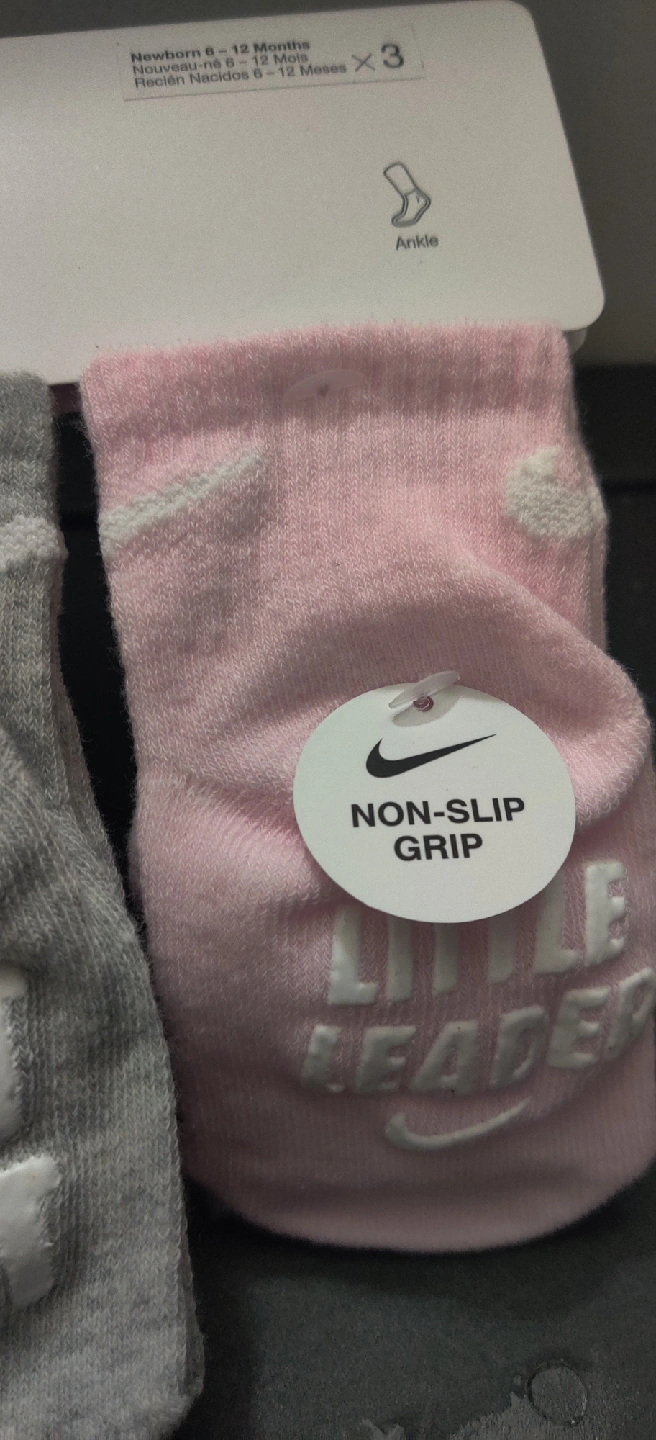 Newborn 6 – 12 Months
Nouveau-né 6 – 12 Mois
Recién Nacidos 6 – 12 Meses × 3
Ankle
NON-SLIP
GRIP
LITTLE
LEADER